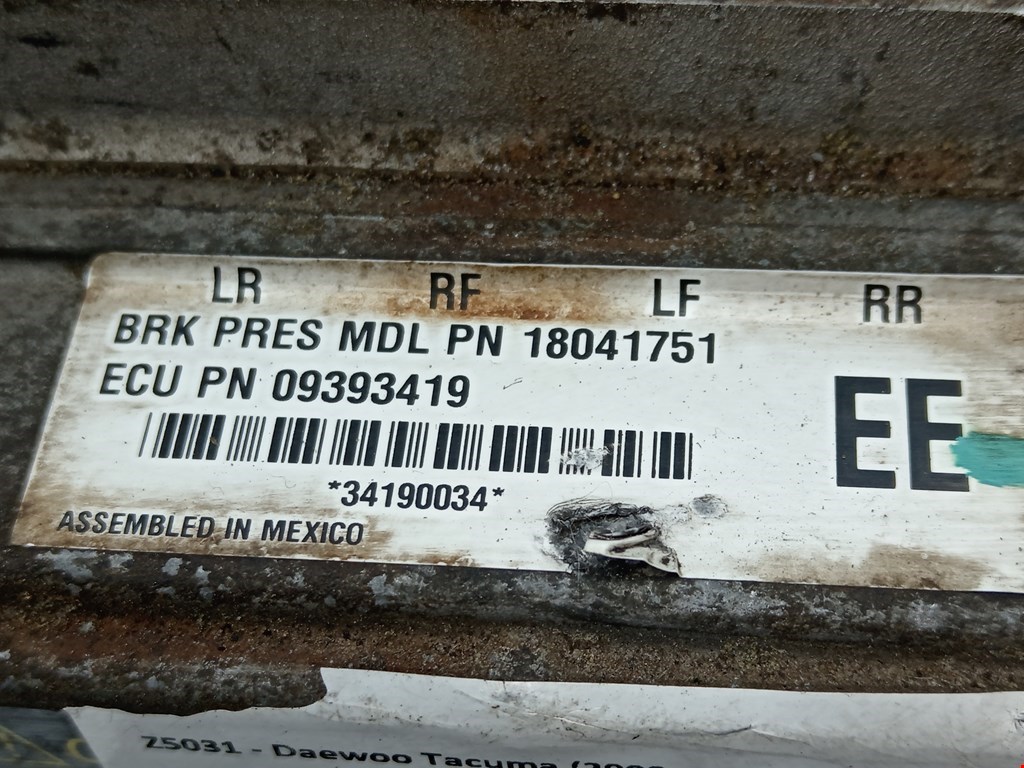 LR RF LF RR
BRK PRES MDL PN 18041751
ECU PN 09393419
EE
*34190034*
ASSEMBLED IN MEXICO
Z5031 - Daewoo Tacuma